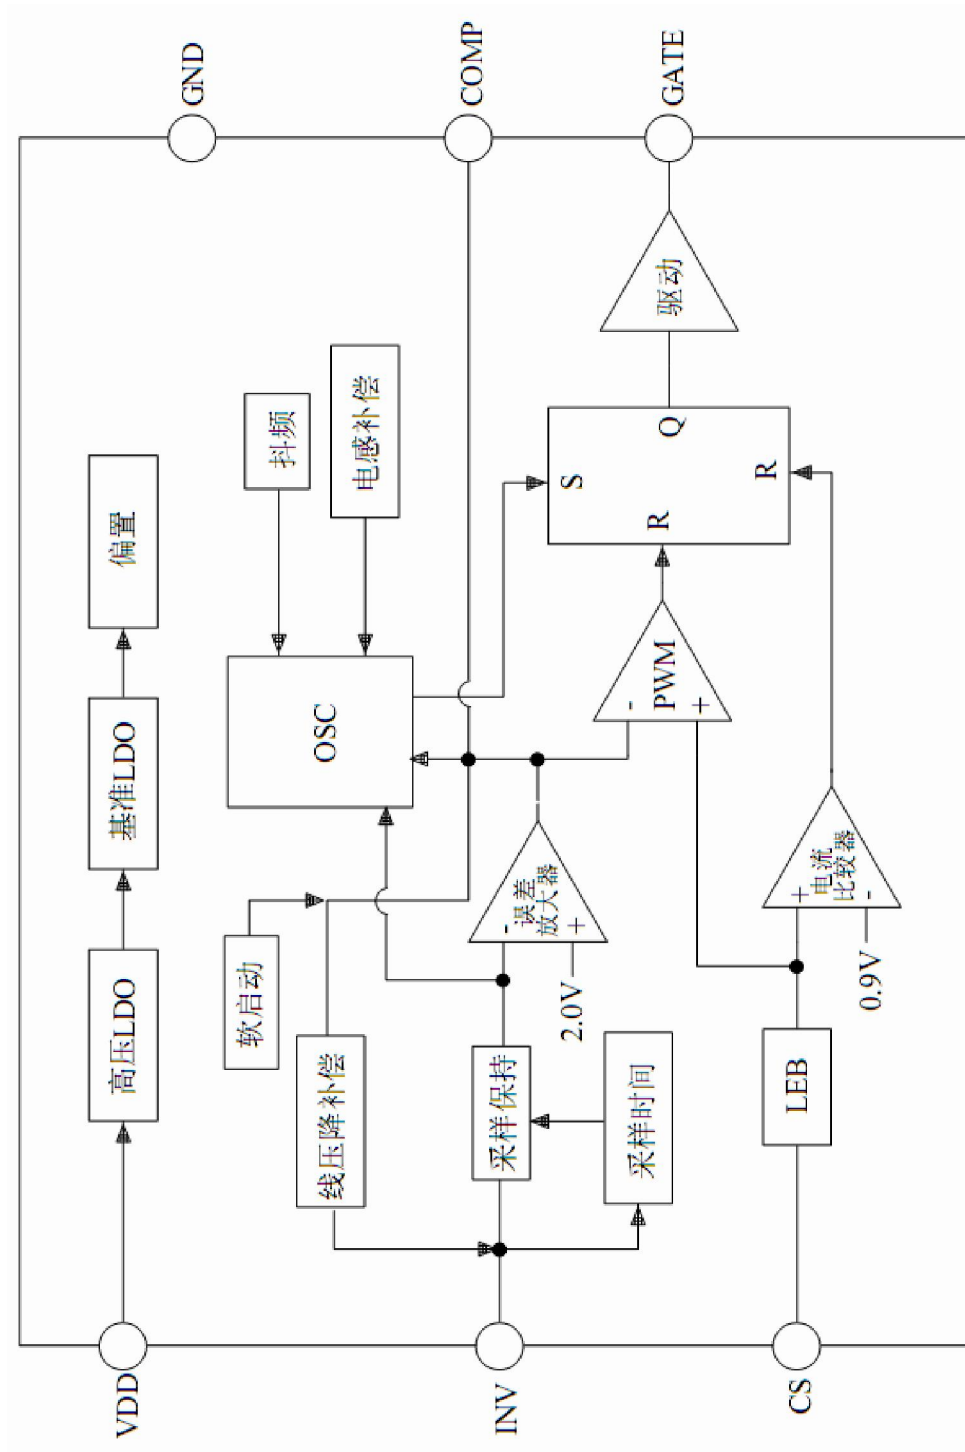 VDD
高压LDO
基准LDO
偏置
GND
软启动
抖频
线压降补偿
OSC
电感补偿
COMP
INV
采样保持
采样时间
2.0V
-
误差
放大器
+
-
PWM
+
S
R
Q
R
驱动
GATE
CS
LEB
0.9V
+
电流
比较器
-